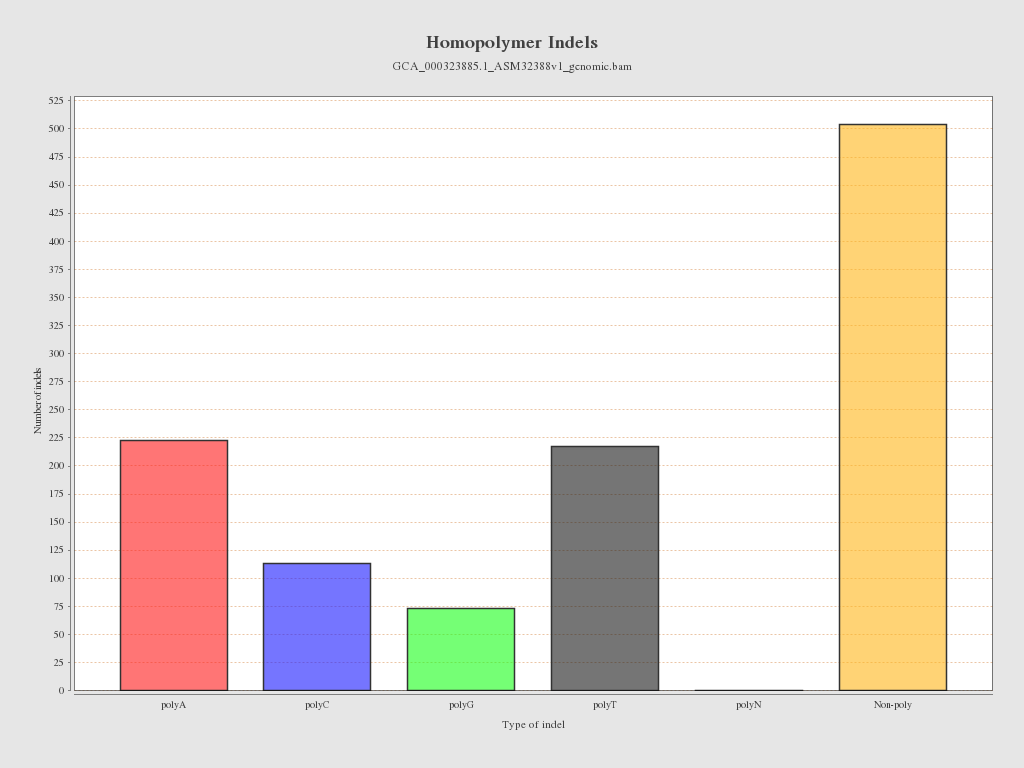 Homopolymer Indels
GCA_000323885.1_ASM32388v1_genomic.bam
525
500
475
450
425
400
375
350
325
300
275
250
225
200
175
150
125
100
75
50
25
0
Number of indels
polyA
polyC
polyG
polyT
polyN
Non-poly
Type of indel